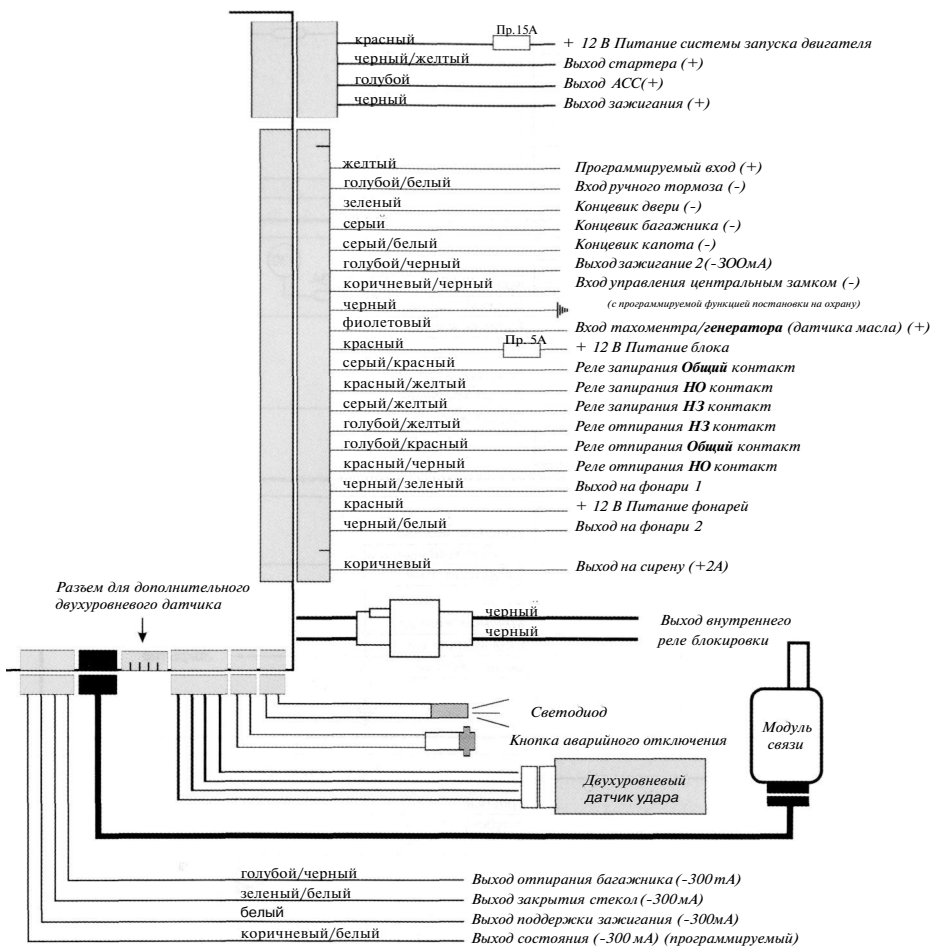 красный Пр.15А + 12 В Питание системы запуска двигателя
черный/желтый Выход стартера (+)
голубой Выход АСС(+)
черный Выход зажигания (+)
желтый Программируемый вход (+)
голубой/белый Вход ручного тормоза (-)
зеленый Концевик двери (-)
серый Концевик багажника (-)
серый/белый Концевик капота (-)
голубой/черный Выход зажигание 2 (-ЗООмА)
коричневый/черный Вход управления центральным замком (-)
черный (с программируемой функцией постановки на охрану)
фиолетовый Вход тахоментра/генератора (датчика масла) (+)
красный Пр. 5А + 12 В Питание блока
серый/красный Реле запирания Общий контакт
красный/желтый Реле запирания НО контакт
серый/желтый Реле запирания НЗ контакт
голубой/желтый Реле отпирания НЗ контакт
голубой/красный Реле отпирания Общий контакт
красный/черный Реле отпирания НО контакт
черный/зеленый Выход на фонари 1
красный + 12 В Питание фонарей
черный/белый Выход на фонари 2
коричневый Выход на сирену (+2А)
Разъем для дополнительного
двухуровневого датчика
черный
черный
Выход внутреннего
реле блокировки
Светодиод
Кнопка аварийного отключения
Модуль
связи
Двухуровневый
датчик удара
голубой/черный Выход отпирания багажника (-300mA)
зеленый/белый Выход закрытия стекол (-300мА)
белый Выход поддержки зажигания (-300мА)
коричневый/белый Выход состояния (-300 мА) (программируемый)